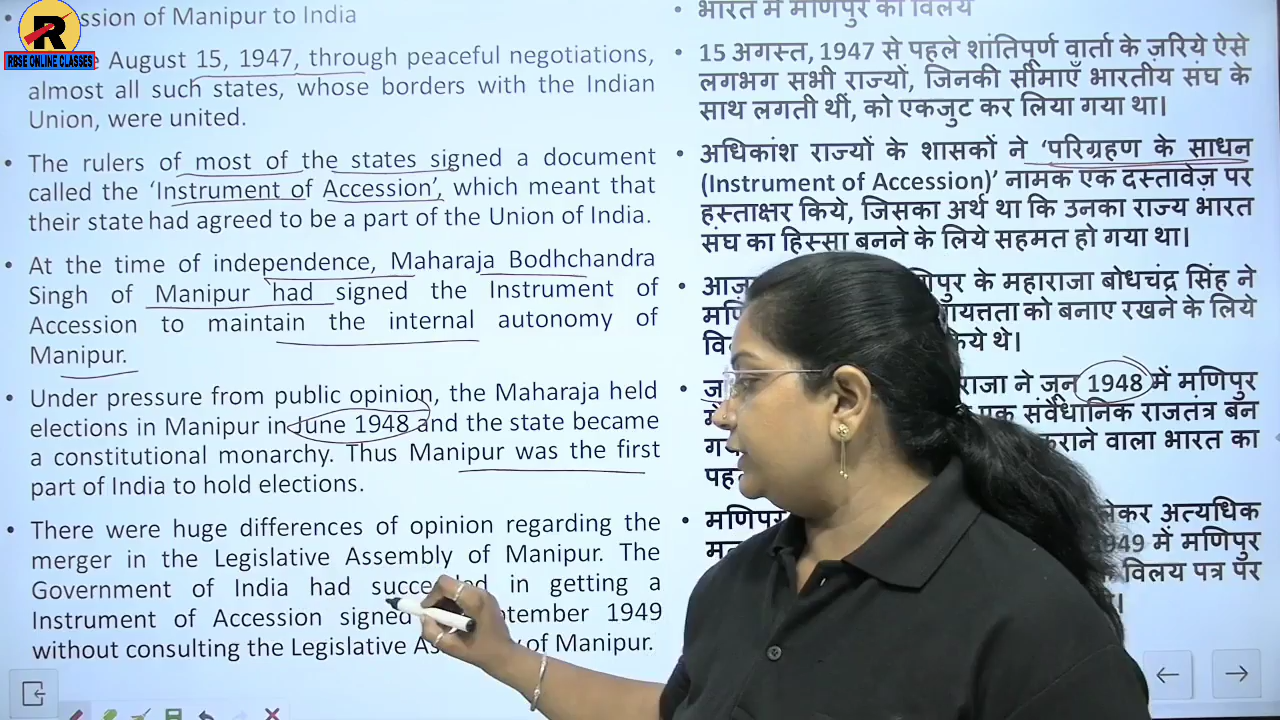 ssion of Manipur to India
R
RBSE ONLINE CLASSES
e August 15, 1947, through peaceful negotiations,
almost all such states, whose borders with the Indian
Union, were united.
• The rulers of most of the states signed a document
called the ‘Instrument of Accession’, which meant that
their state had agreed to be a part of the Union of India.
• At the time of independence, Maharaja Bodhchandra
Singh of Manipur had signed the Instrument of
Accession to maintain the internal autonomy of
Manipur.
• Under pressure from public opinion, the Maharaja held
elections in Manipur in June 1948 and the state became
a constitutional monarchy. Thus Manipur was the first
part of India to hold elections.
• There were huge differences of opinion regarding the
merger in the Legislative Assembly of Manipur. The
Government of India had succeeded in getting a
Instrument of Accession signed 1949
without consulting the Legislative of Manipur.
• भारत में मणिपुर का विलय
• 15 अगस्त, 1947 से पहले शांतिपूर्ण वार्ता के ज़रिये ऐसे
लगभग सभी राज्यों, जिनकी सीमाएँ भारतीय संघ के
साथ लगती थीं, को एकजुट कर लिया गया था।
• अधिकांश राज्यों के शासकों ने ‘परिग्रहण के साधन
(Instrument of Accession)’ नामक एक दस्तावेज़ पर
हस्ताक्षर किये, जिसका अर्थ था कि उनका राज्य भारत
संघ का हिस्सा बनने के लिये सहमत हो गया था।
• के महाराजा बोधचंद्र सिंह ने
को बनाए रखने के लिये
थे।
• ने जून 1948 में मणिपुर
एक संवैधानिक राजतंत्र बन
कराने वाला भारत का
• लेकर अत्यधिक
1949 में मणिपुर
विलय पत्र पर